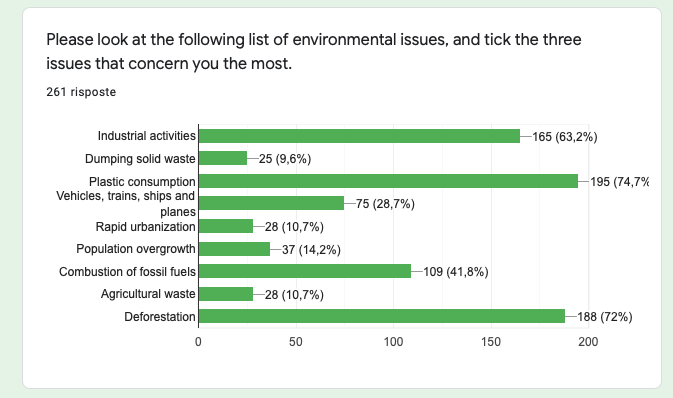 Please look at the following list of environmental issues, and tick the three
issues that concern you the most.
261 risposte
Industrial activities 165 (63,2%)
Dumping solid waste 25 (9,6%)
Plastic consumption 195 (74,7%
Vehicles, trains, ships and
planes 75 (28,7%)
Rapid urbanization 28 (10,7%)
Population overgrowth 37 (14,2%)
Combustion of fossil fuels 109 (41,8%)
Agricultural waste 28 (10,7%)
Deforestation 188 (72%)
0 50 100 150 200